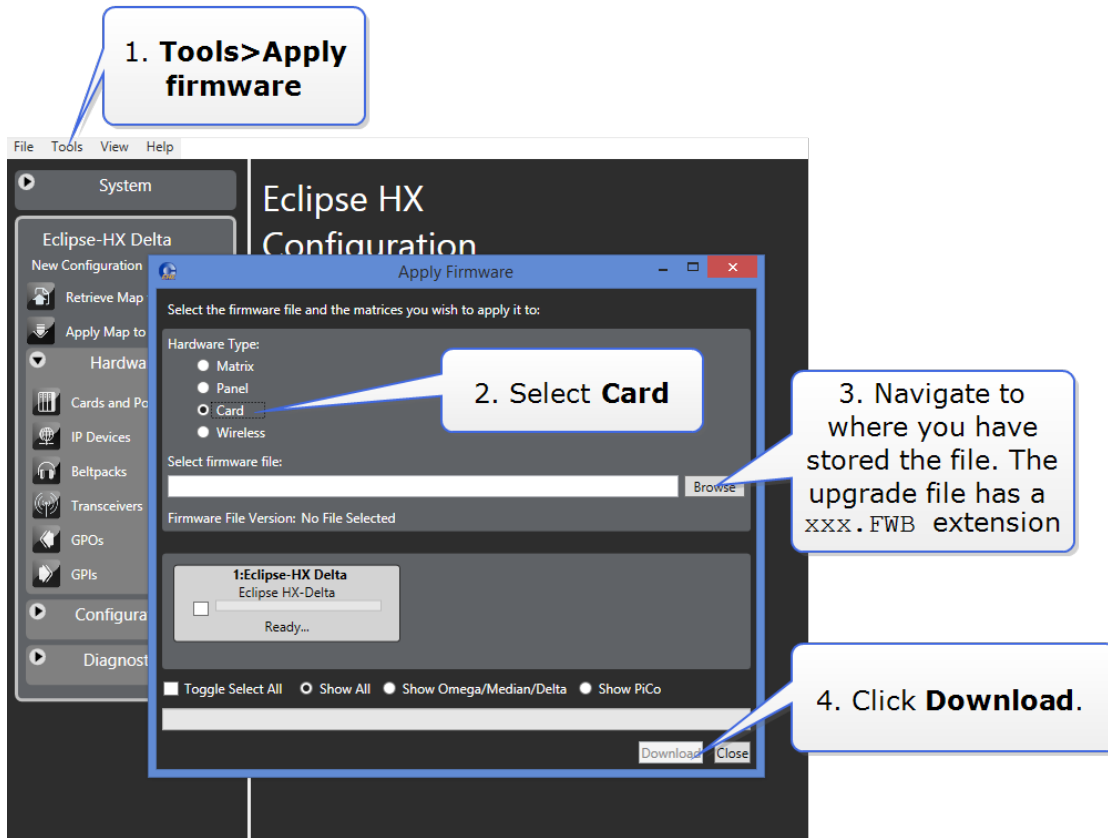 1. Tools>Apply
firmware
File Tools View Help
System
Eclipse HX
Configuration
Eclipse-HX Delta
New Configuration
Retrieve Map
Apply Map to
Hardwa
Cards and Po
IP Devices
Beltpacks
Transceivers
GPOs
GPIs
Configura
Diagnost
Apply Firmware
Select the firmware file and the matrices you wish to apply it to:
Hardware Type:
Matrix
Panel
Card
Wireless
2. Select Card
Select firmware file:
Browse
Firmware File Version: No File Selected
3. Navigate to
where you have
stored the file. The
upgrade file has a
xxx.FWB extension
1:Eclipse-HX Delta
Eclipse HX-Delta
Ready...
Toggle Select All Show All Show Omega/Median/Delta Show PiCo
4. Click Download.
Download Close